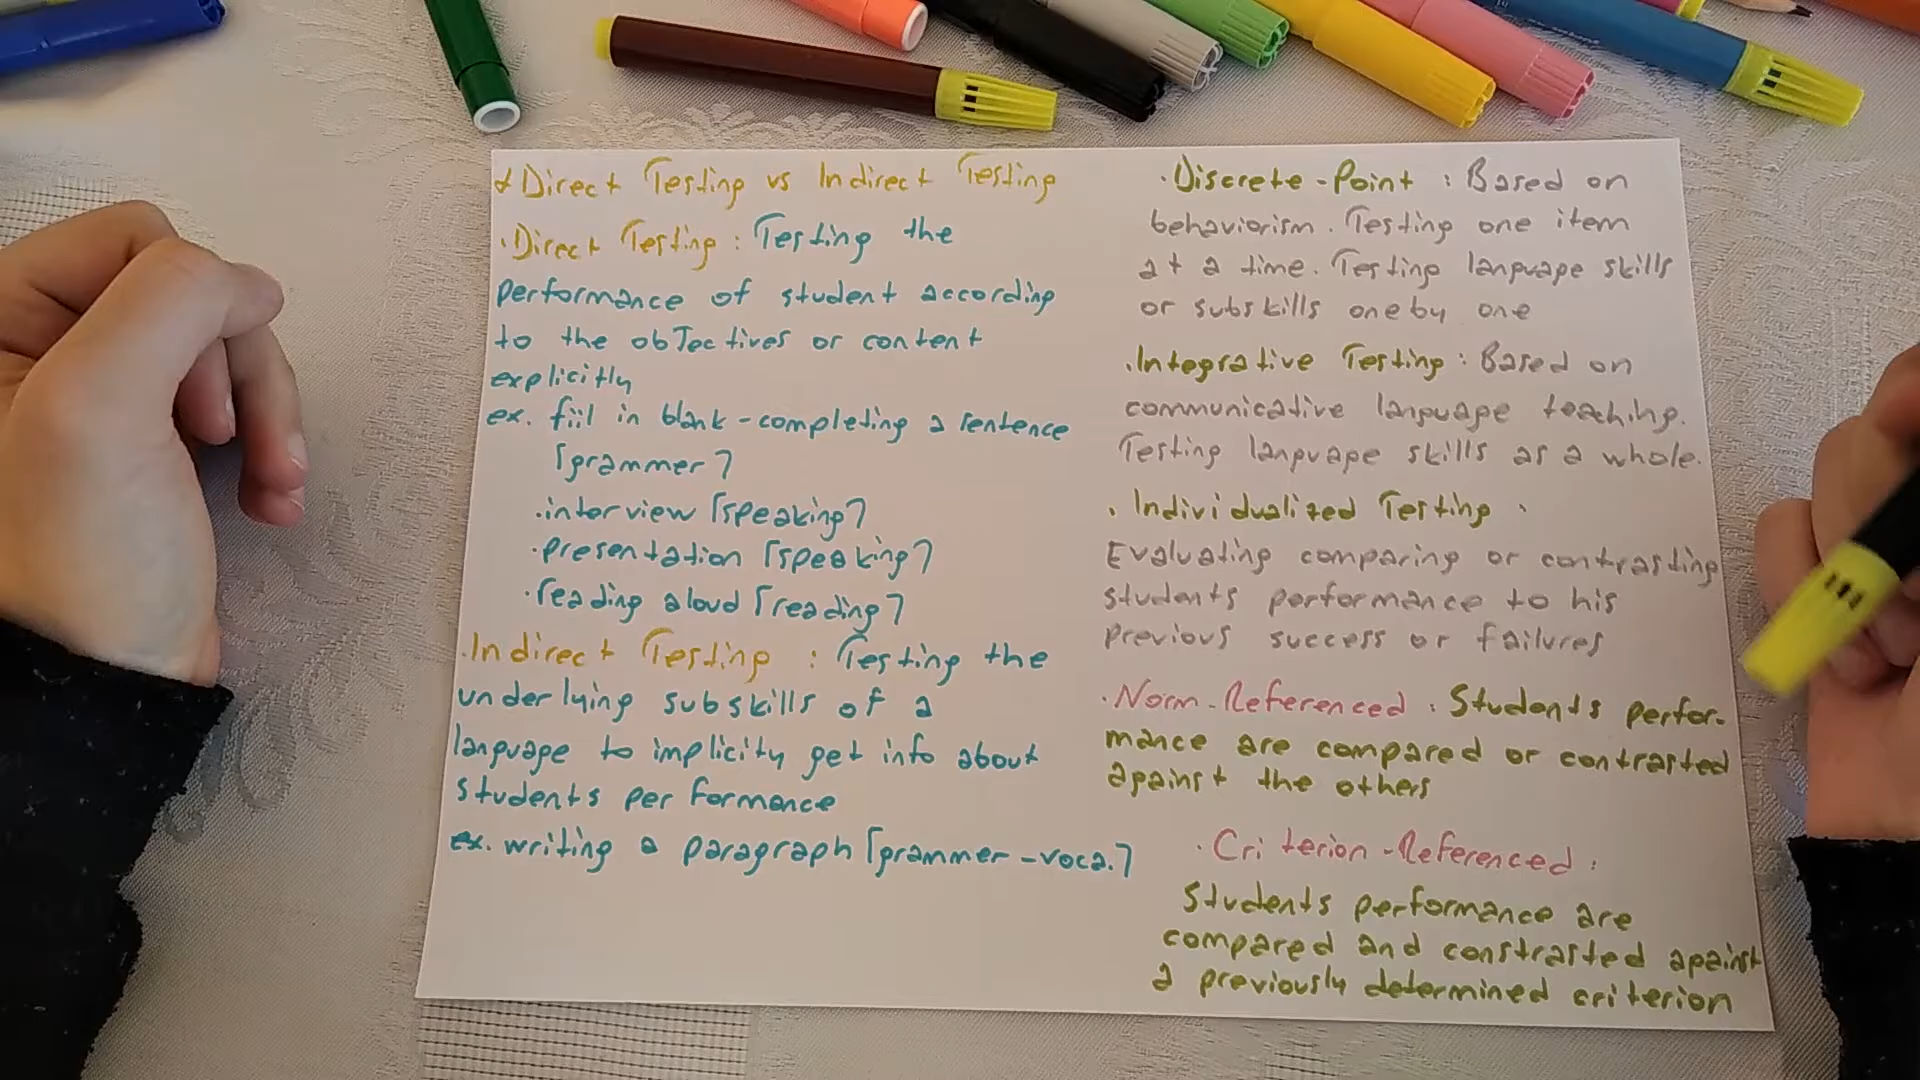 Direct Testing vs Indirect Testing
. Direct Testing : Testing the
performance of student according
to the obJectives or content
explicitly
ex. fiil in blank - completing a sentence
[grammer]
. interview [speaking]
. presentation [speaking]
. reading aloud [reading]
. Indirect Testing : Testing the
underlying subskills of a
language to implicity get info about
students performance
ex. writing a paragraph [grammer - voca.]
. Discrete - Point : Based on
behaviorism. Testing one item
at a time. Testing language skills
or subskills one by one
. Integrative Testing : Based on
communicative language teaching.
Testing language skills as a whole.
. Individualized Testing :
Evaluating comparing or contrasting
students performance to his
previous success or failures
. Norm - Referenced : Students perfor-
mance are compared or contrasted
against the others
. Criterion - Referenced :
Students performance are
compared and constrasted against
a previously determined criterion